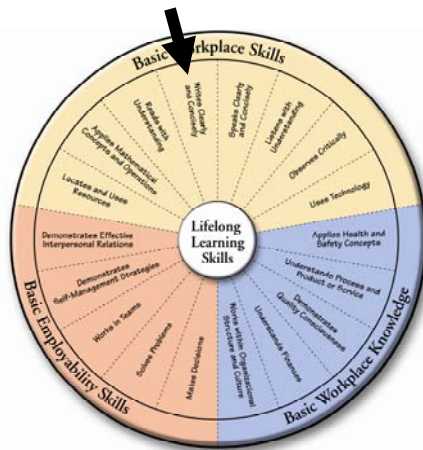 Basic Workplace Skills
Locates and Uses
Resources
Applies Mathematical
Concepts and Operations
Reads with
Understanding
Writes Clearly
and Concisely
Speaks Clearly
and Concisely
Listens with
Understanding
Observes Critically
Uses Technology
Lifelong
Learning
Skills
Applies Health and
Safety Concepts
Understands Process and
Product or Service
Demonstrates
Quality Consciousness
Understands Finances
Works within Organizational
Structure and Culture
Basic Workplace Knowledge
Makes Decisions
Solves Problems
Works in Teams
Demonstrates
Self-Management Strategies
Demonstrates Effective
Interpersonal Relations
Basic Employability Skills